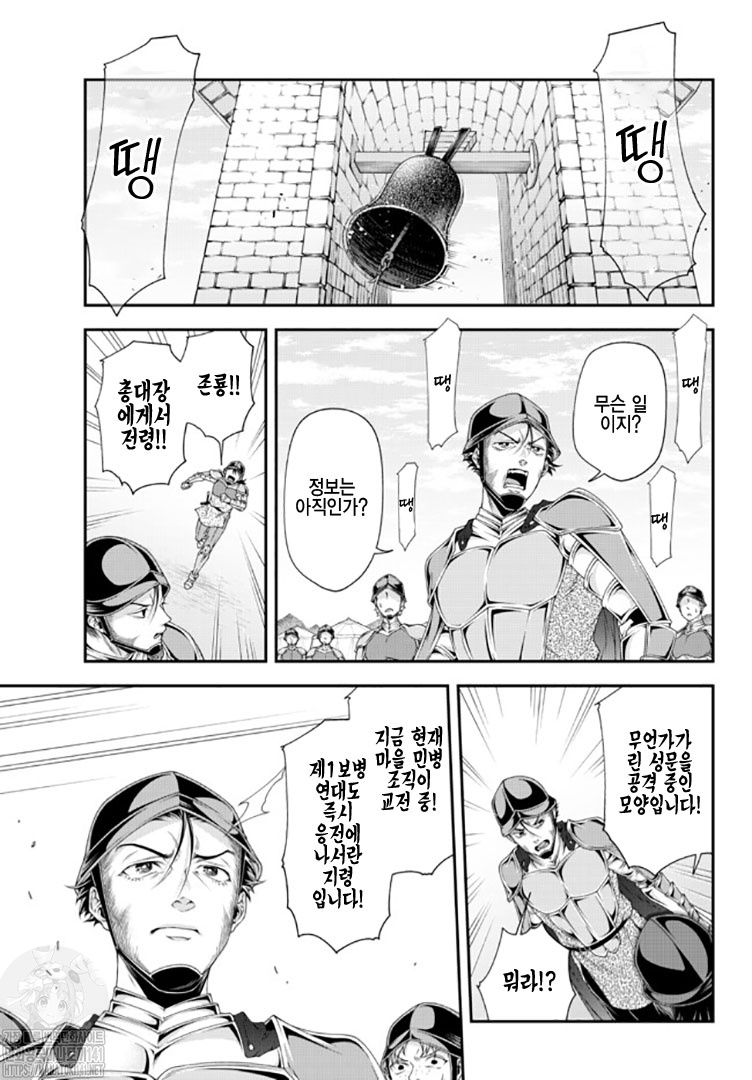 땡
땡
땡
땡
무슨 일
이지?
땡
땡
정보는
아직인가?
존룡!!
총대장
에게서
전령!!
무언가가
린 성문을
공격 중인
모양입니다!
뭐라!?
현재
민병이
교전 중!
지금
마을
조직
제1보병
연대도
즉시
응전에
나서란
지령
입니다!